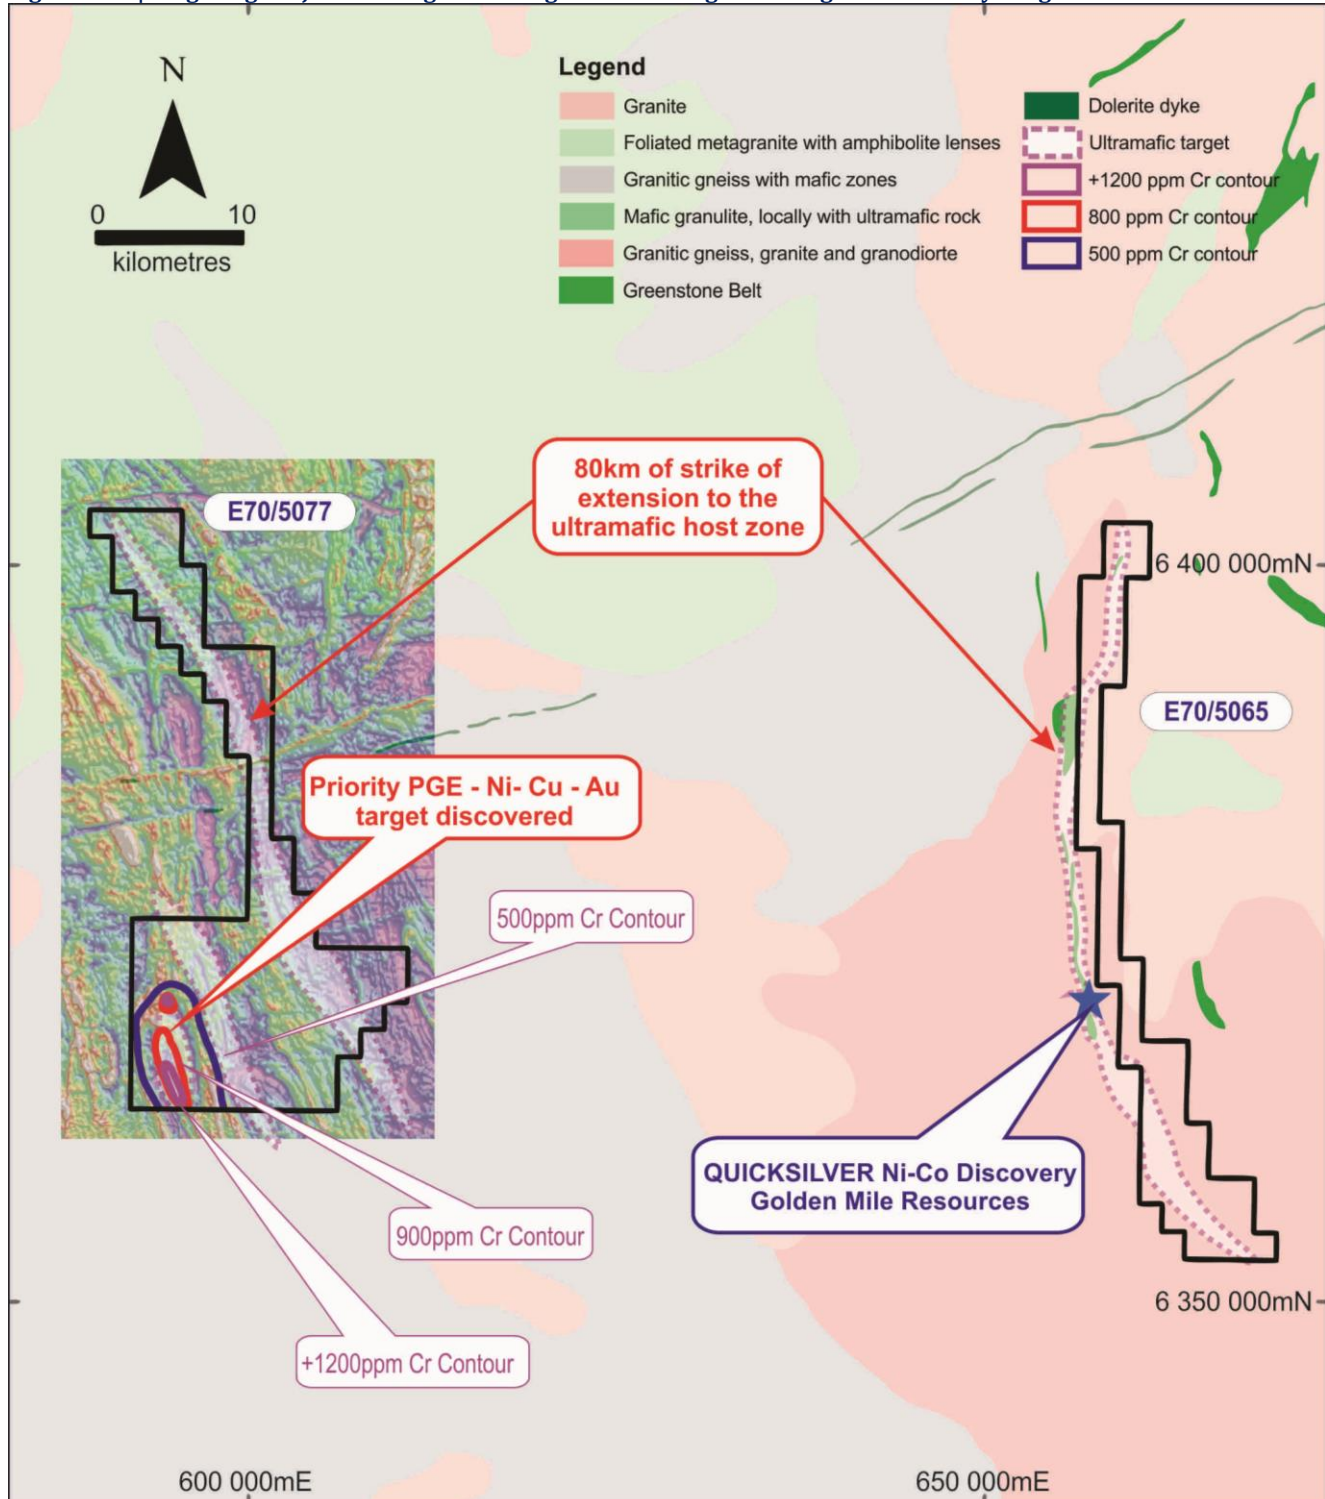 N
0 10
kilometres
Legend
Granite
Foliated metagranite with amphibolite lenses
Granitic gneiss with mafic zones
Mafic granulite, locally with ultramafic rock
Granitic gneiss, granite and granodiorte
Greenstone Belt
Dolerite dyke
Ultramafic target
+1200 ppm Cr contour
800 ppm Cr contour
500 ppm Cr contour
80km of strike of
extension to the
ultramafic host zone
E70/5077
6 400 000mN
E70/5065
Priority PGE - Ni- Cu - Au
target discovered
500ppm Cr Contour
QUICKSILVER Ni-Co Discovery
Golden Mile Resources
900ppm Cr Contour
6 350 000mN
+1200ppm Cr Contour
600 000mE
650 000mE